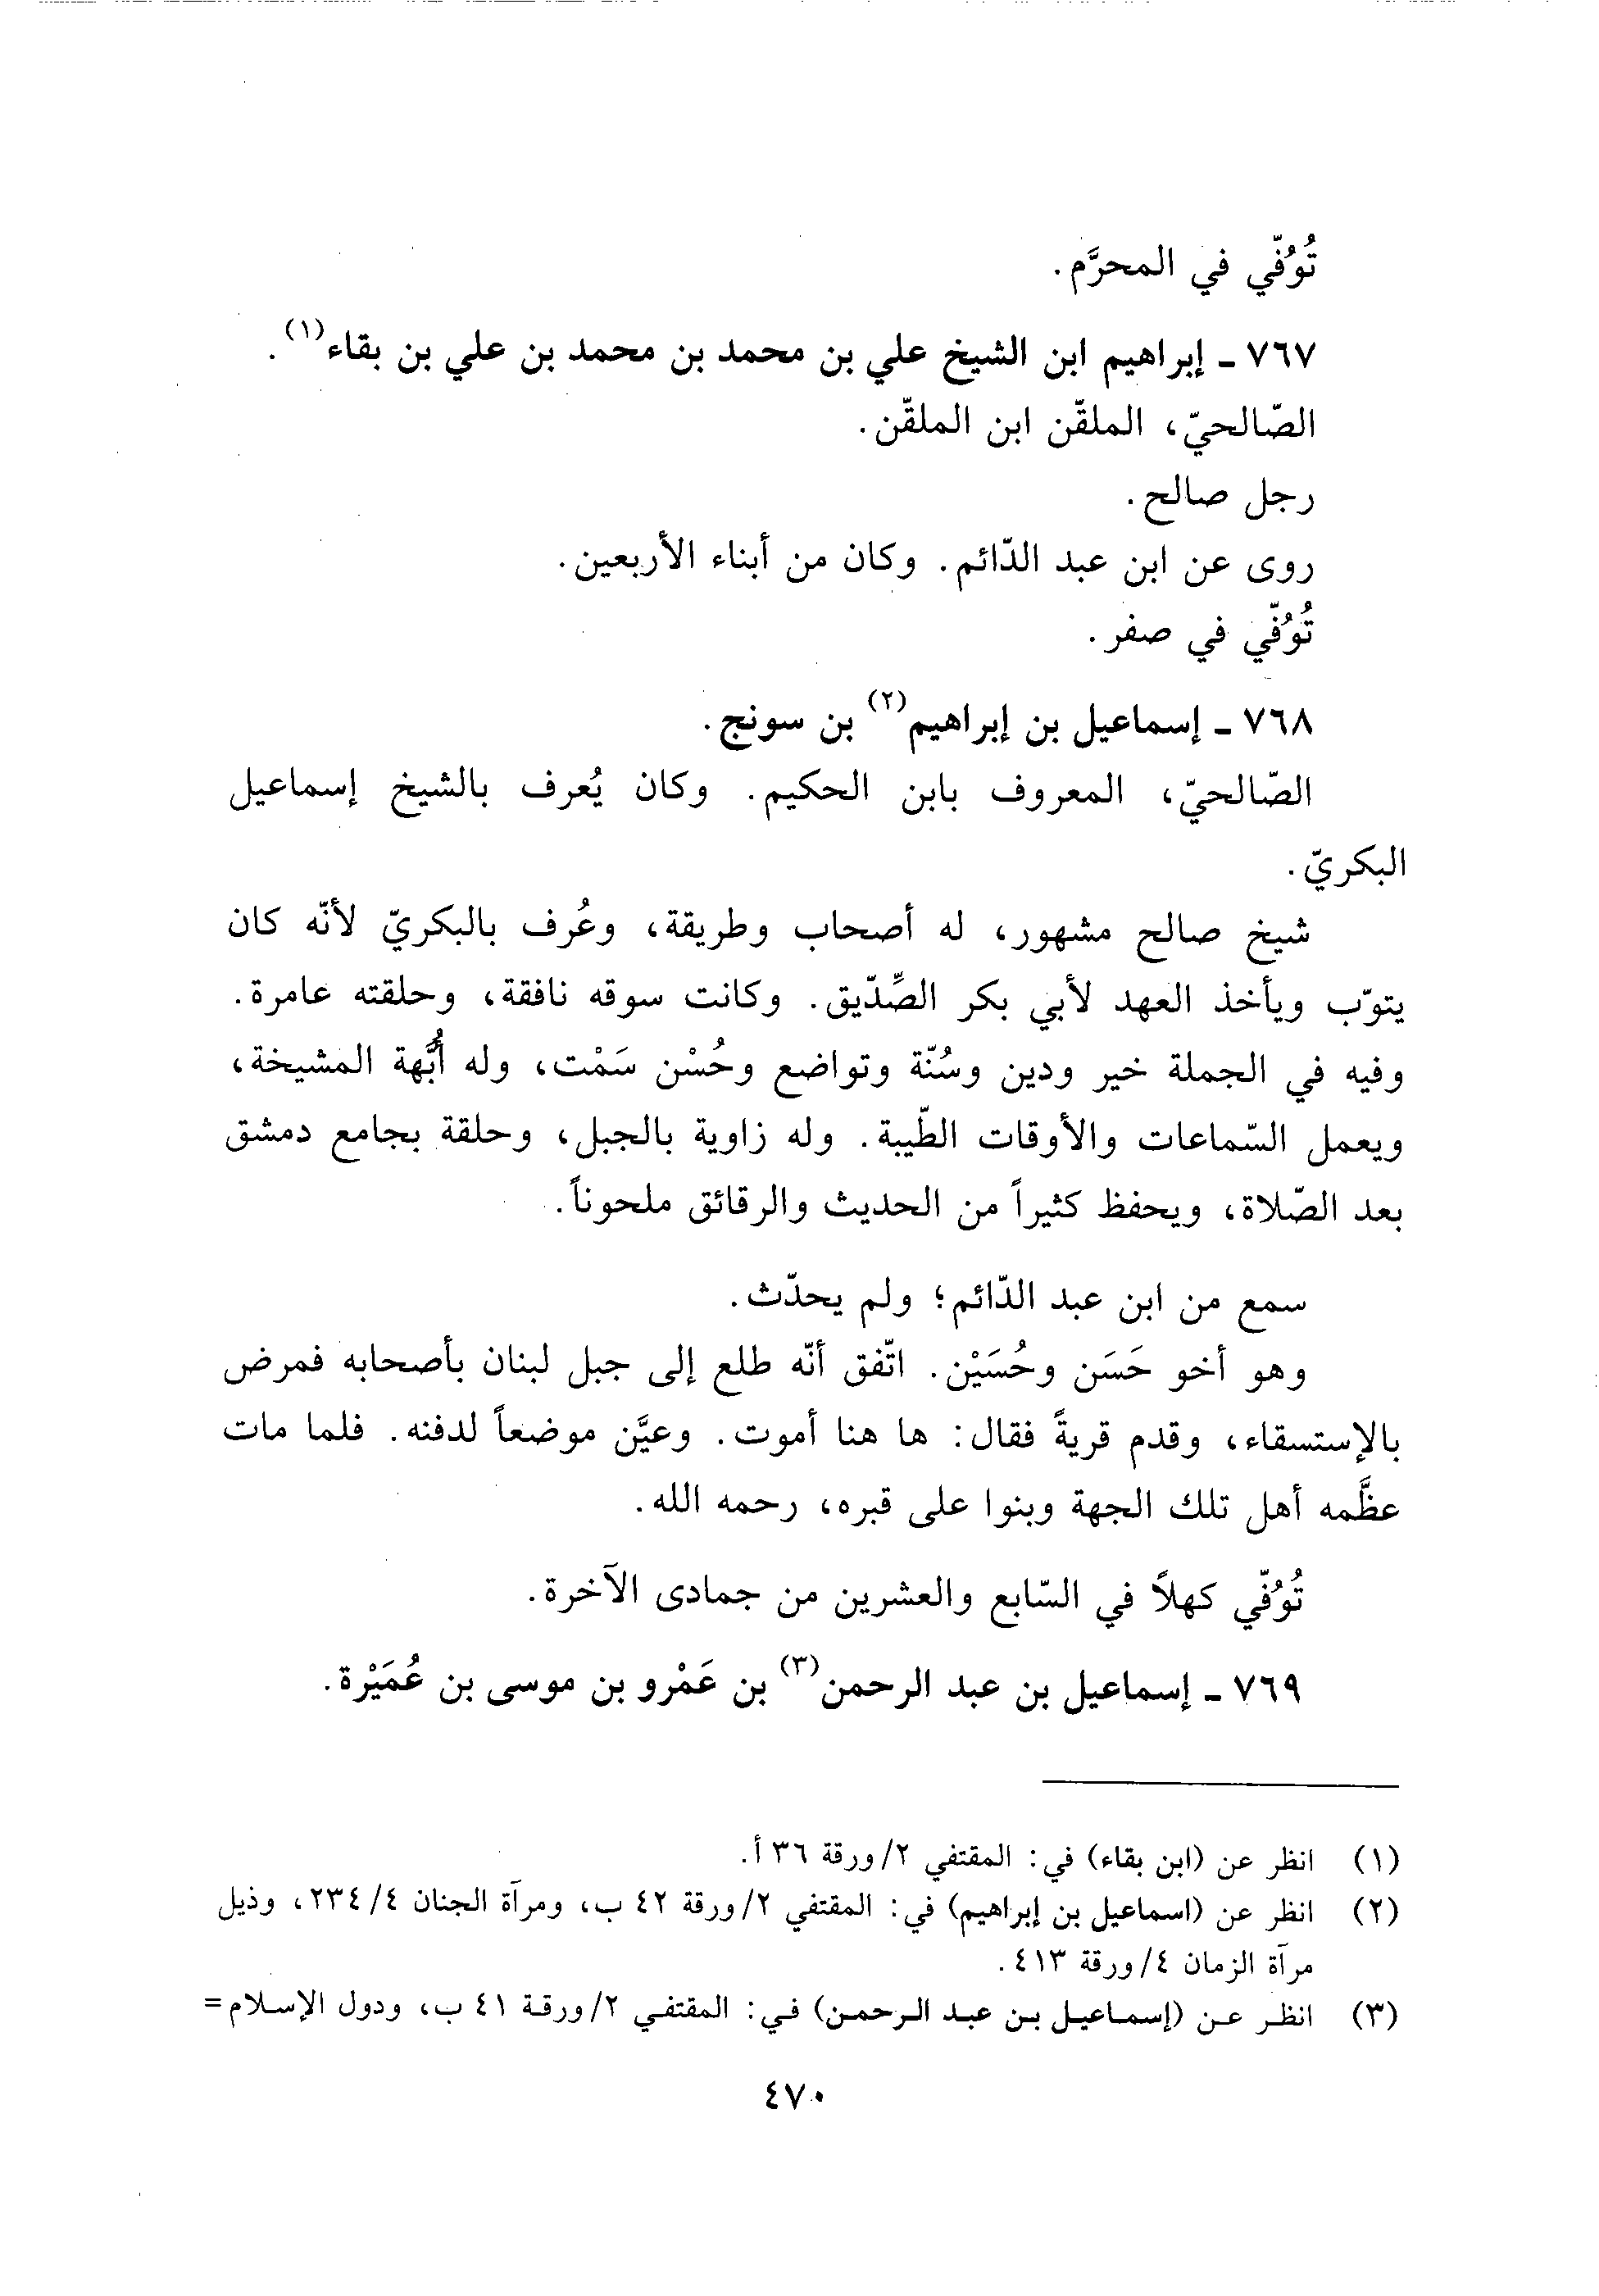 تُوُفّي في المحرَّم.
٧٦٧ ـ إبراهيم ابن الشيخ علي بن محمد بن محمد بن علي بن بقاء(١).
الصّالحيّ، الملقّن ابن الملقّن.
رجل صالح.
روى عن ابن عبد الدّائم. وكان من أبناء الأربعين.
تُوُفّي في صفر.
٧٦٨ ـ إسماعيل بن إبراهيم(٢) بن سونج.
الصّالحيّ، المعروف بابن الحكيم. وكان يُعرف بالشيخ إسماعيل
البكريّ.
شيخ صالح مشهور، له أصحاب وطريقة، وعُرف بالبكريّ لأنّه كان
يتوّب ويأخذ العهد لأبي بكر الصِّدّيق. وكانت سوقه نافقة، وحلقته عامرة.
وفيه في الجملة خير ودين وسُنّة وتواضع وحُسْن سَمْت، وله أُبَّهة المشيخة،
ويعمل السّماعات والأوقات الطّيبة. وله زاوية بالجبل، وحلقة بجامع دمشق
بعد الصّلاة، ويحفظ كثيراً من الحديث والرقائق ملحوناً.
سمع من ابن عبد الدّائم؛ ولم يحدّث.
وهو أخو حَسَن وحُسَيْن. اتّفق أنّه طلع إلى جبل لبنان بأصحابه فمرض
بالإستسقاء، وقدم قريةً فقال: ها هنا أموت. وعيَّن موضعاً لدفنه. فلما مات
عظَّمه أهل تلك الجهة وبنوا على قبره، رحمه الله.
تُوُفّي كهلاً في السّابع والعشرين من جمادى الآخرة.
٧٦٩ ـ إسماعيل بن عبد الرحمن(٣) بن عَمْرو بن موسى بن عُمَيْرة.
(١) انظر عن (ابن بقاء) في: المقتفي ٢/ورقة ٣٦ أ.
(٢) انظر عن (اسماعيل بن إبراهيم) في: المقتفي ٢/ورقة ٤٢ ب، ومرآة الجنان ٤/٢٣٤، وذيل
مرآة الزمان ٤/ورقة ٤١٣.
(٣) انظر عن (إسماعيل بن عبد الرحمن) في: المقتفي ٢/ورقة ٤١ ب، ودول الإسلام=
٤٧٠